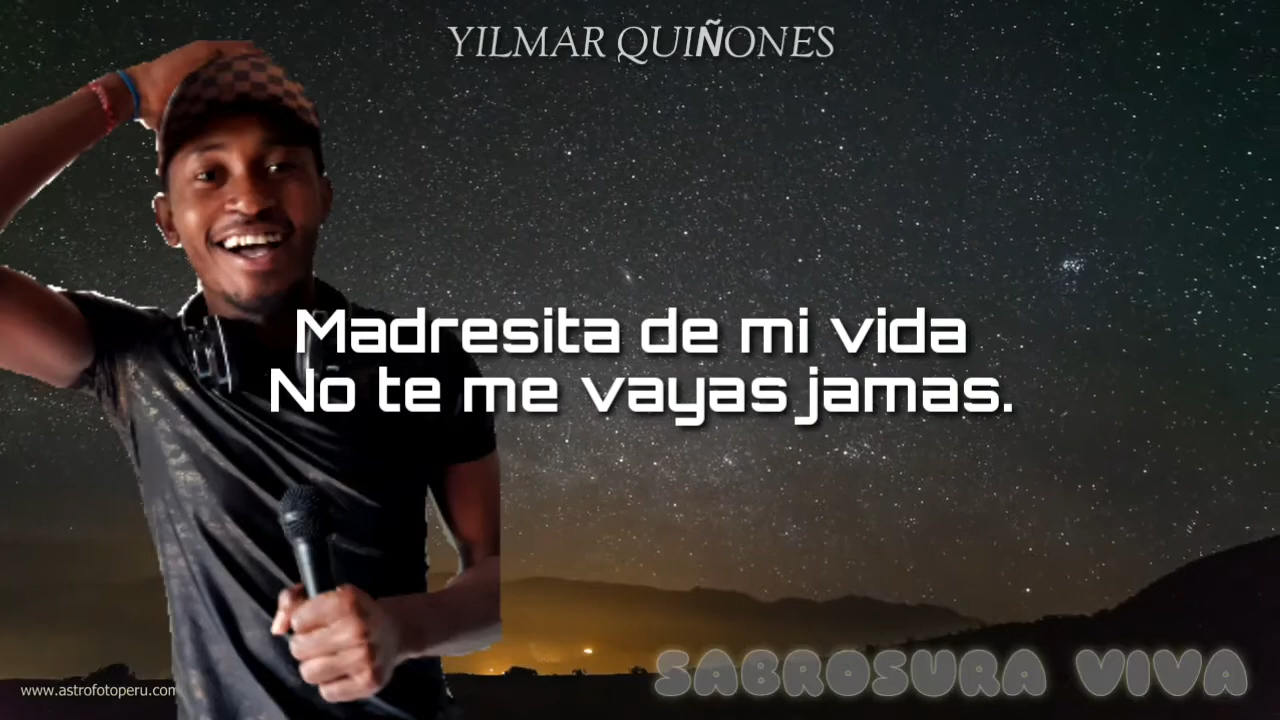 YILMAR QUIÑONES
Madresita de mi vida
No te me vayas jamas.
SABROSURA VIVA
www.astrofotoperu.com